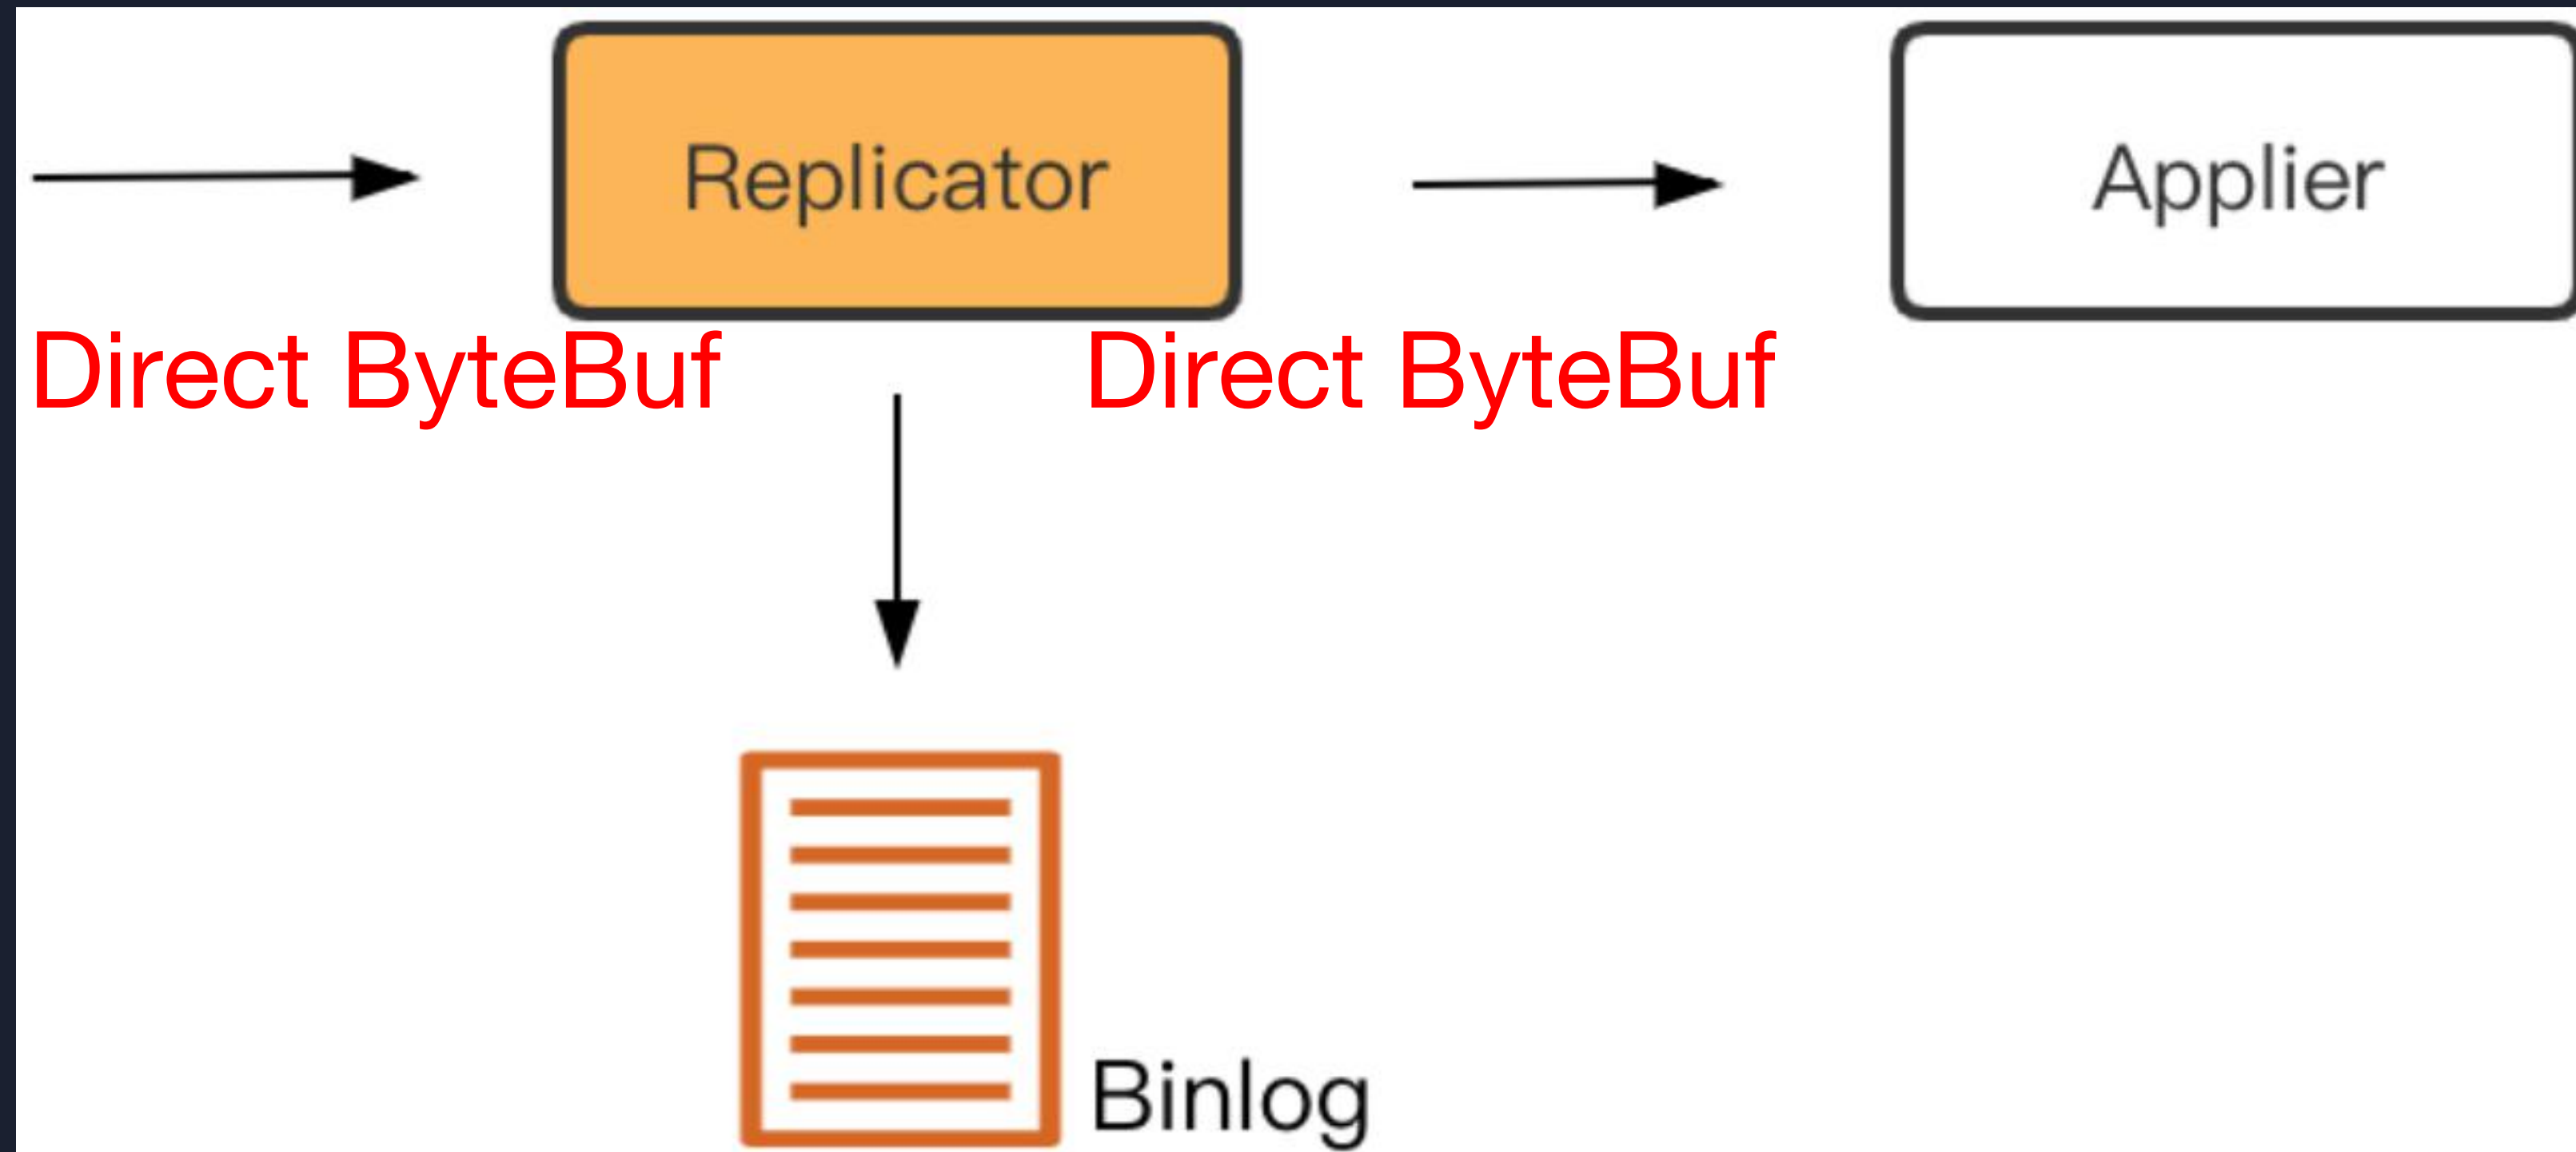 Replicator
Applier
Direct ByteBuf
Direct ByteBuf
Binlog